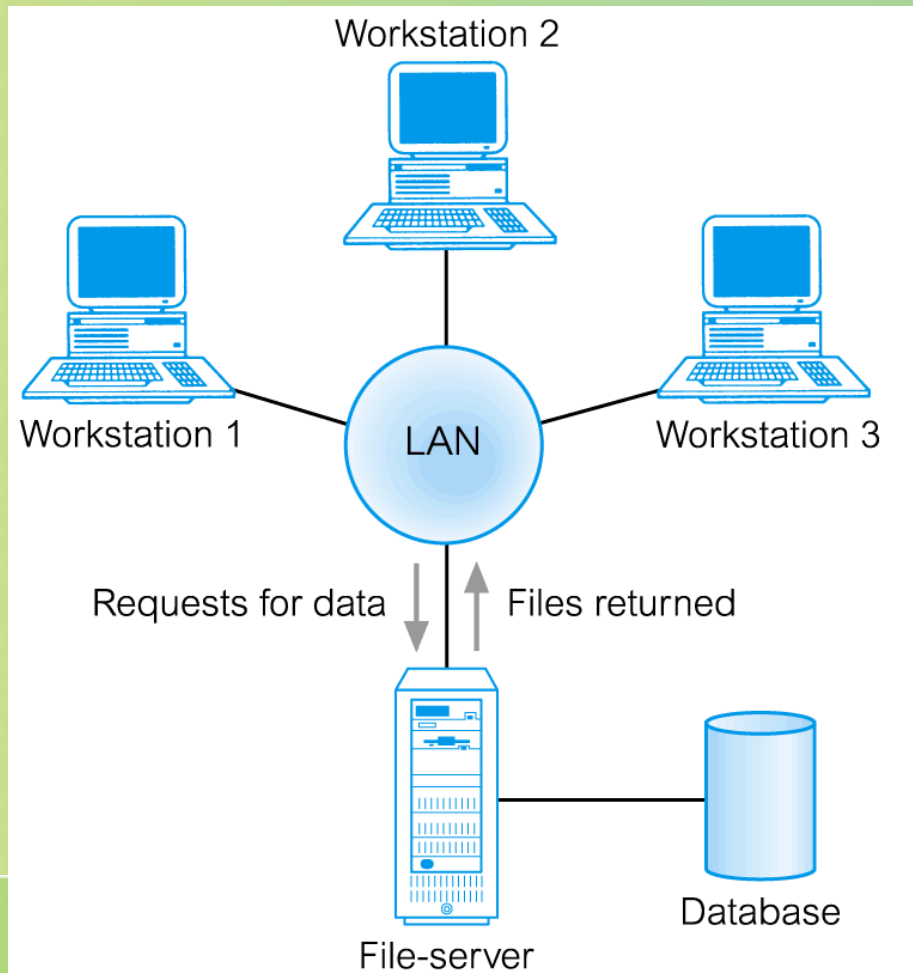 Workstation 2
Workstation 1
LAN
Workstation 3
Requests for data
Files returned
Database
File-server